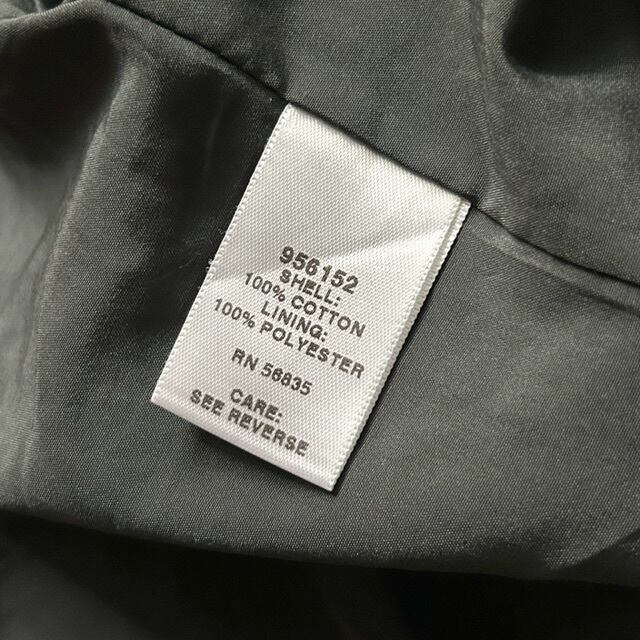 956152
SHELL:
100% COTTON
LINING:
100% POLYESTER
RN 56835
CARE:
SEE REVERSE